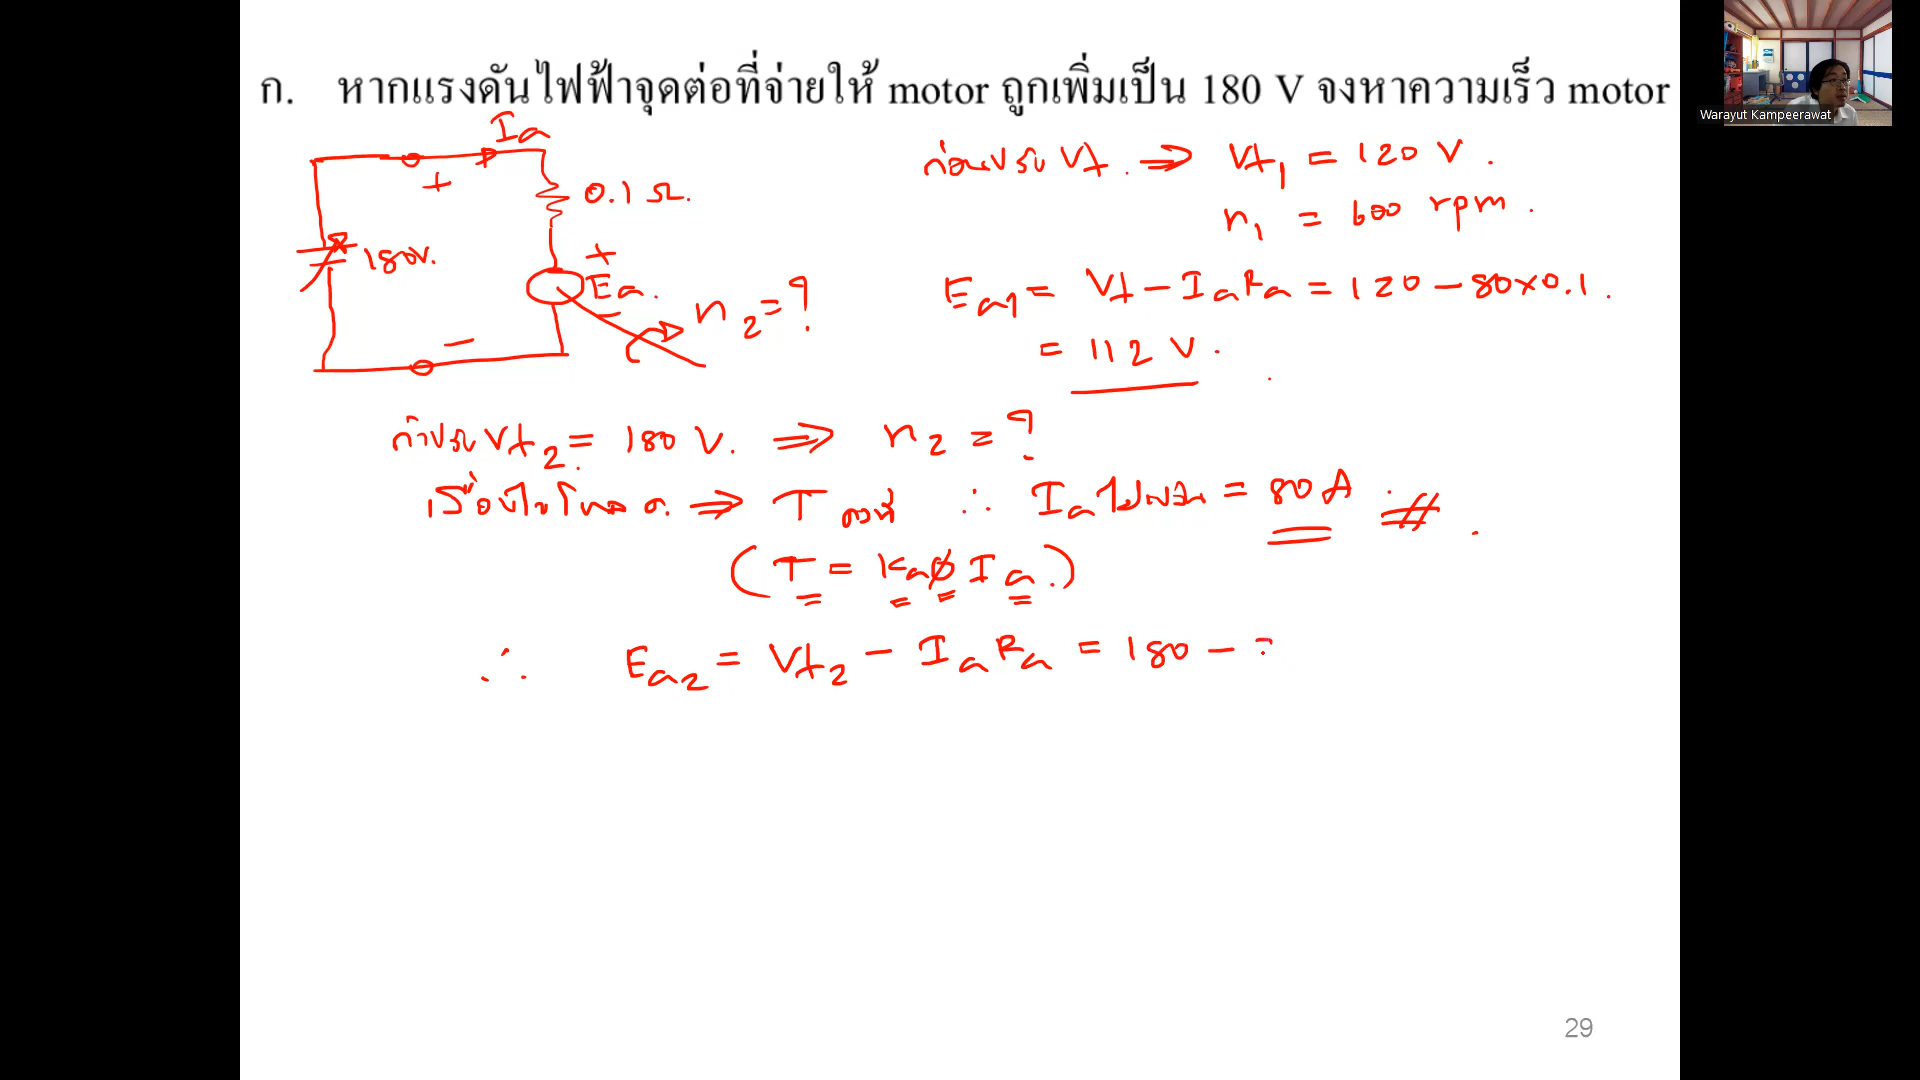 ก. หากแรงดันไฟฟ้าจุดต่อที่จ่ายให้ motor ถูกเพิ่มเป็น 180 V จงหาความเร็ว motor
Warayut Kampeerawat
Ia
+
0.1 Ω.
180V.
+
Ea.
n2 = ?
−
ก่อนปรับ Vt. ⇒ Vt1 = 120 V.
n1 = 600 rpm.
Ea1 = Vt − IaRa = 120 − 80×0.1.
= 112 V.
ถ้าปรับ Vt2 = 180 V. ⇒ n2 = ?
เงื่อนไขโหลด ⇒ T คงที่ ∴ Ia ไม่เปลี่ยน = 80 A #
(T = KaφIa.)
∴ Ea2 = Vt2 − IaRa = 180 −
29